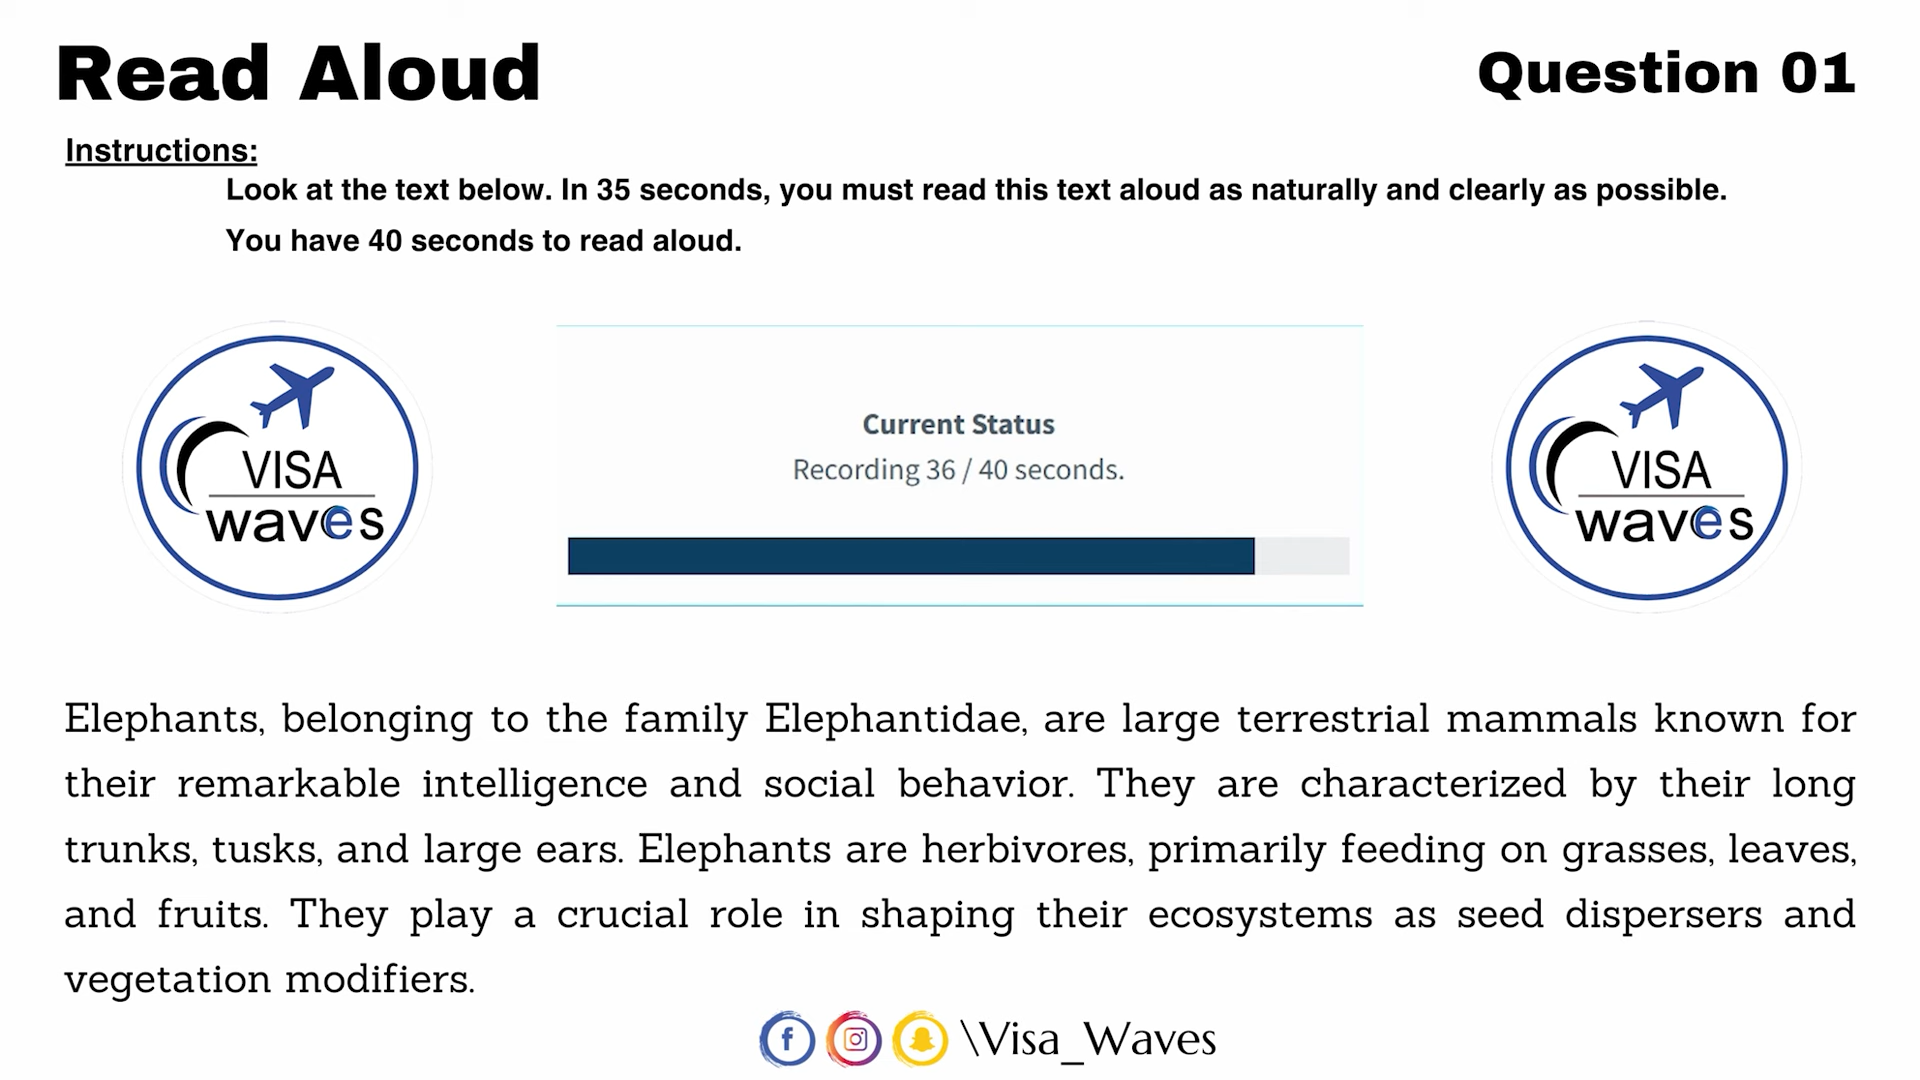 Read Aloud
Question 01
Instructions:
Look at the text below. In 35 seconds, you must read this text aloud as naturally and clearly as possible.
You have 40 seconds to read aloud.
VISA
waves
Current Status
Recording 36 / 40 seconds.
VISA
waves
Elephants, belonging to the family Elephantidae, are large terrestrial mammals known for
their remarkable intelligence and social behavior. They are characterized by their long
trunks, tusks, and large ears. Elephants are herbivores, primarily feeding on grasses, leaves,
and fruits. They play a crucial role in shaping their ecosystems as seed dispersers and
vegetation modifiers.
\Visa_Waves